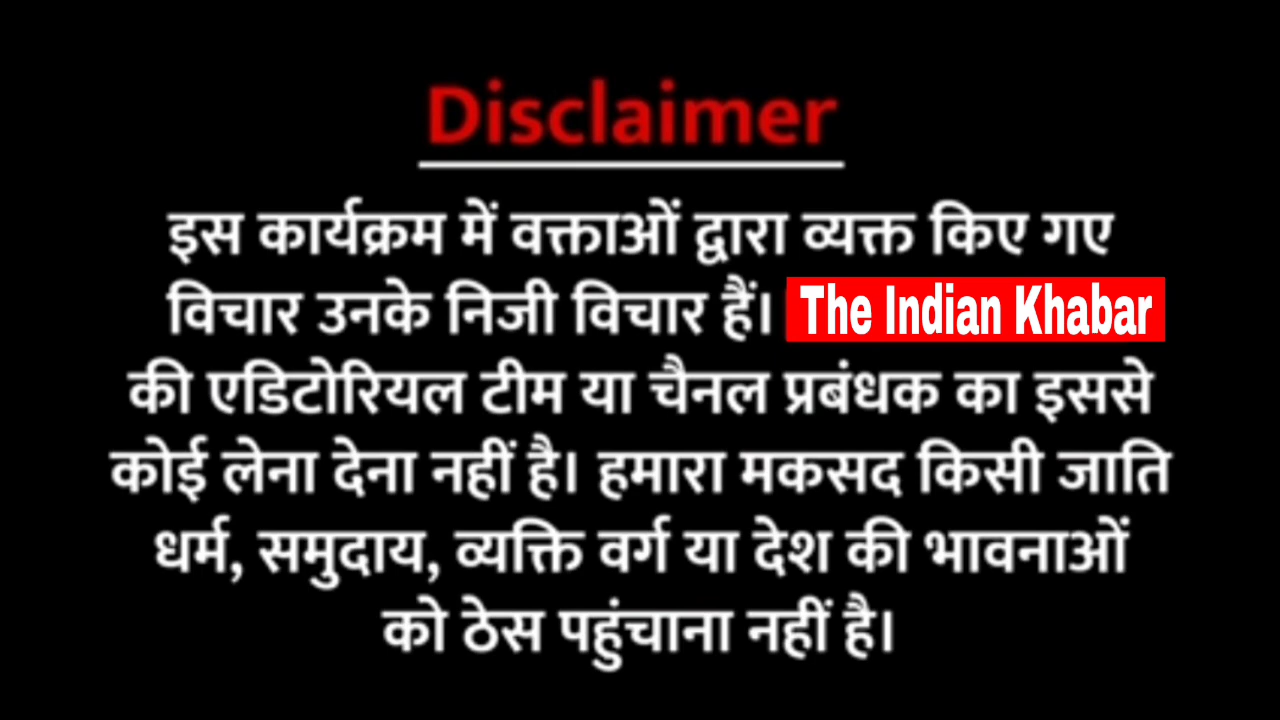 Disclaimer
इस कार्यक्रम में वक्ताओं द्वारा व्यक्त किए गए
विचार उनके निजी विचार हैं। The Indian Khabar
की एडिटोरियल टीम या चैनल प्रबंधक का इससे
कोई लेना देना नहीं है। हमारा मकसद किसी जाति
धर्म, समुदाय, व्यक्ति वर्ग या देश की भावनाओं
को ठेस पहुंचाना नहीं है।